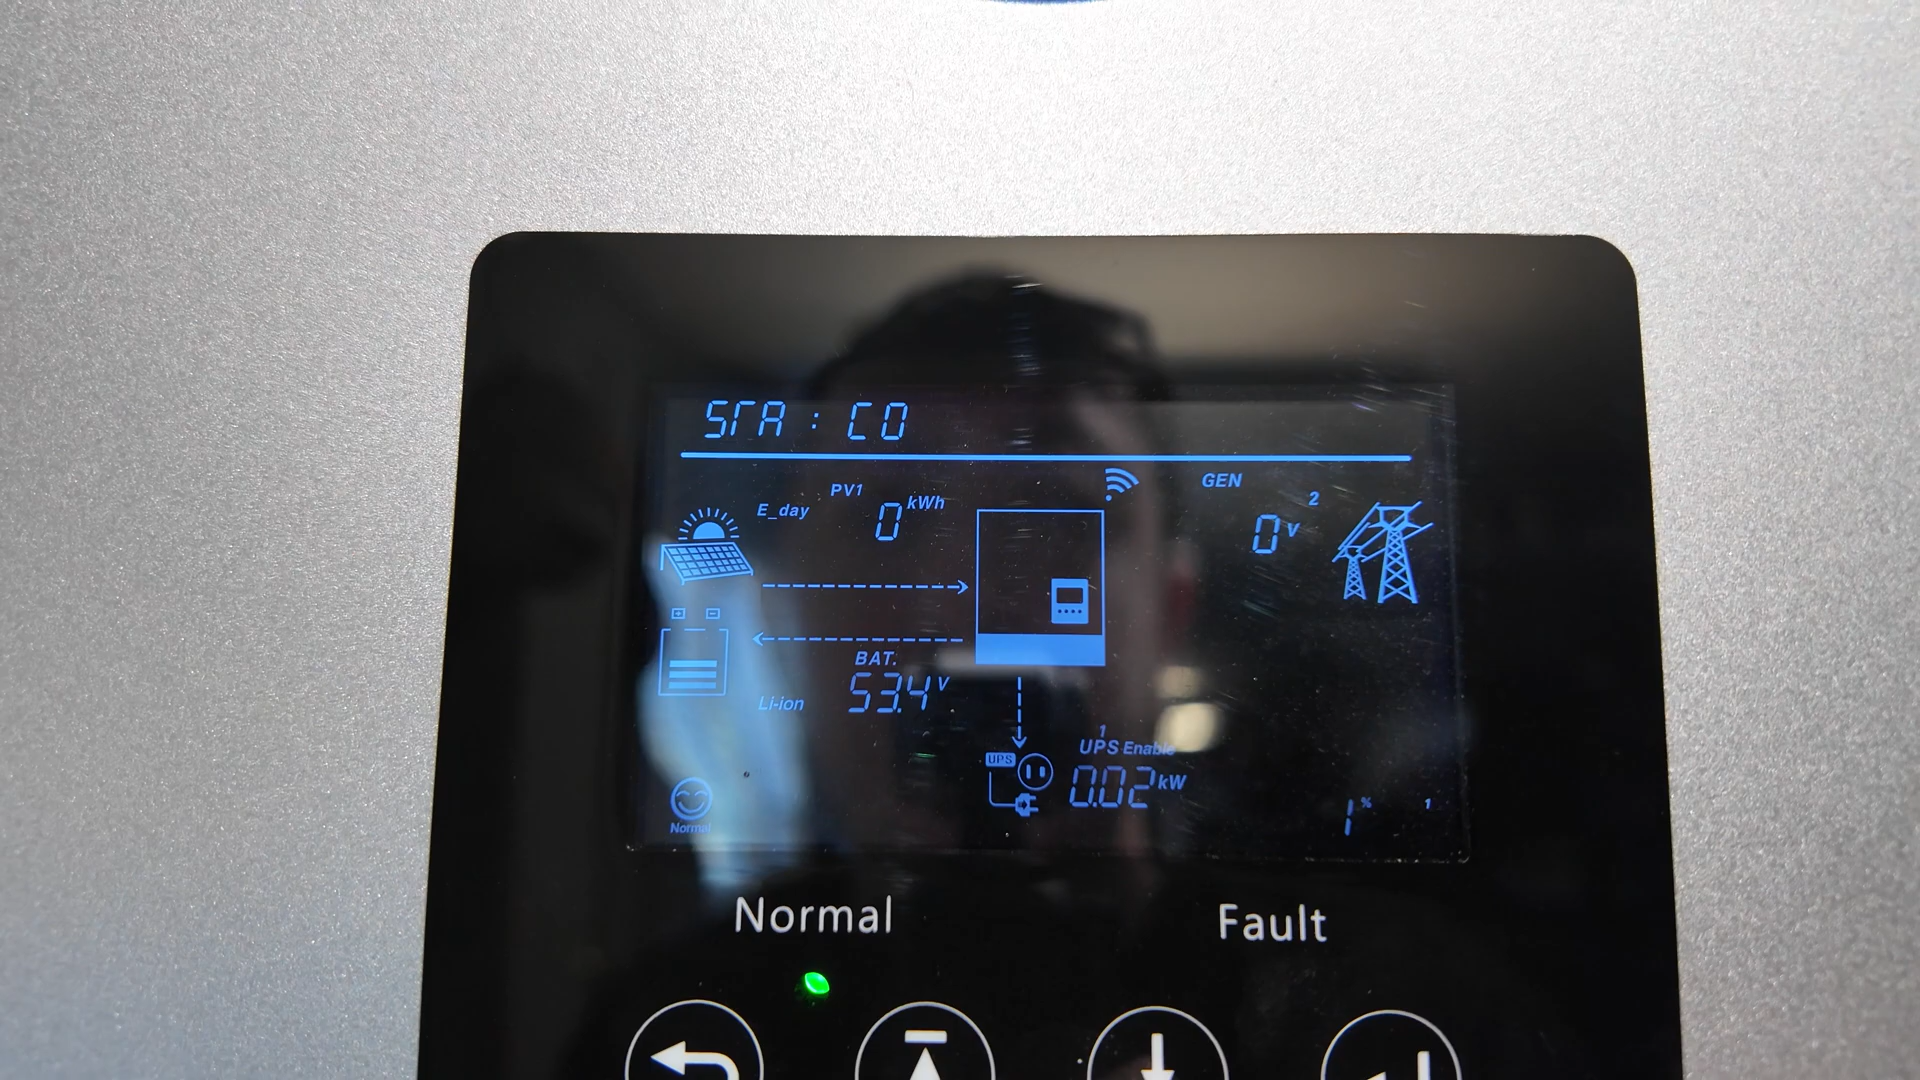 STA : C0
PV1
E_day 0 kWh
GEN
2
0 V
BAT.
Li-ion 53.4 V
1
UPS UPS Enable
0.02 kW
1 % 1
Normal
Normal Fault